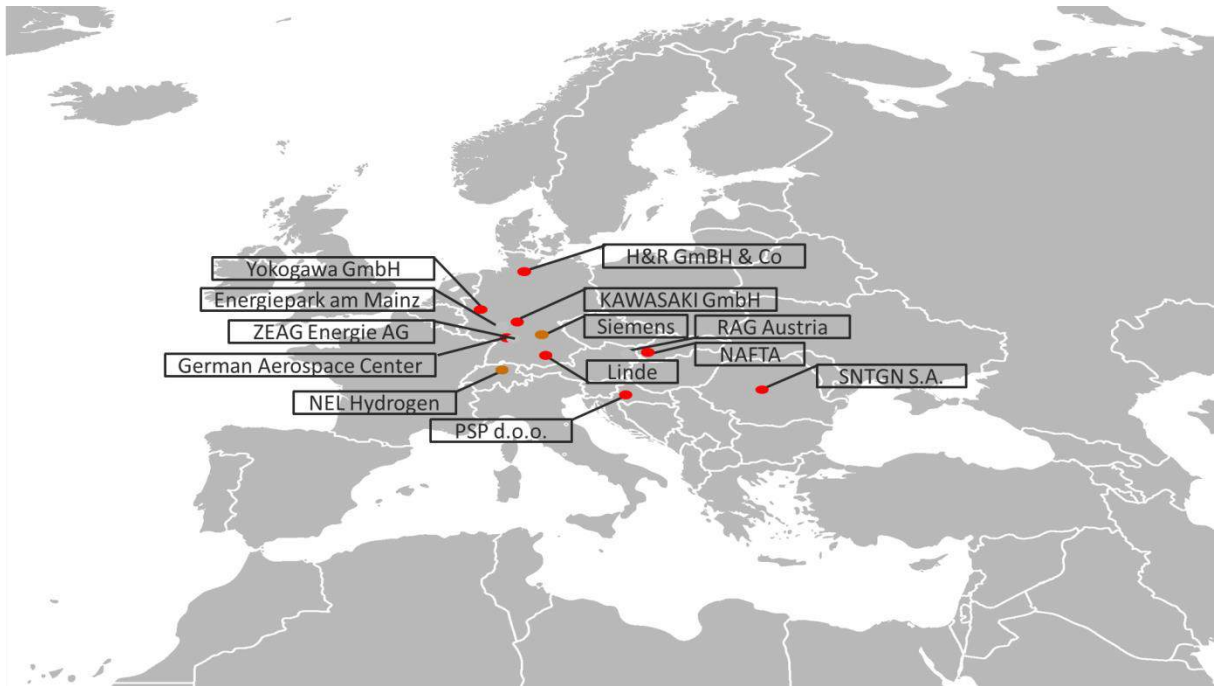 H&R GmBH & Co
Yokogawa GmbH
Energiepark am Mainz
KAWASAKI GmbH
ZEAG Energie AG
Siemens
RAG Austria
German Aerospace Center
Linde
NAFTA
SNTGN S.A.
NEL Hydrogen
PSP d.o.o.